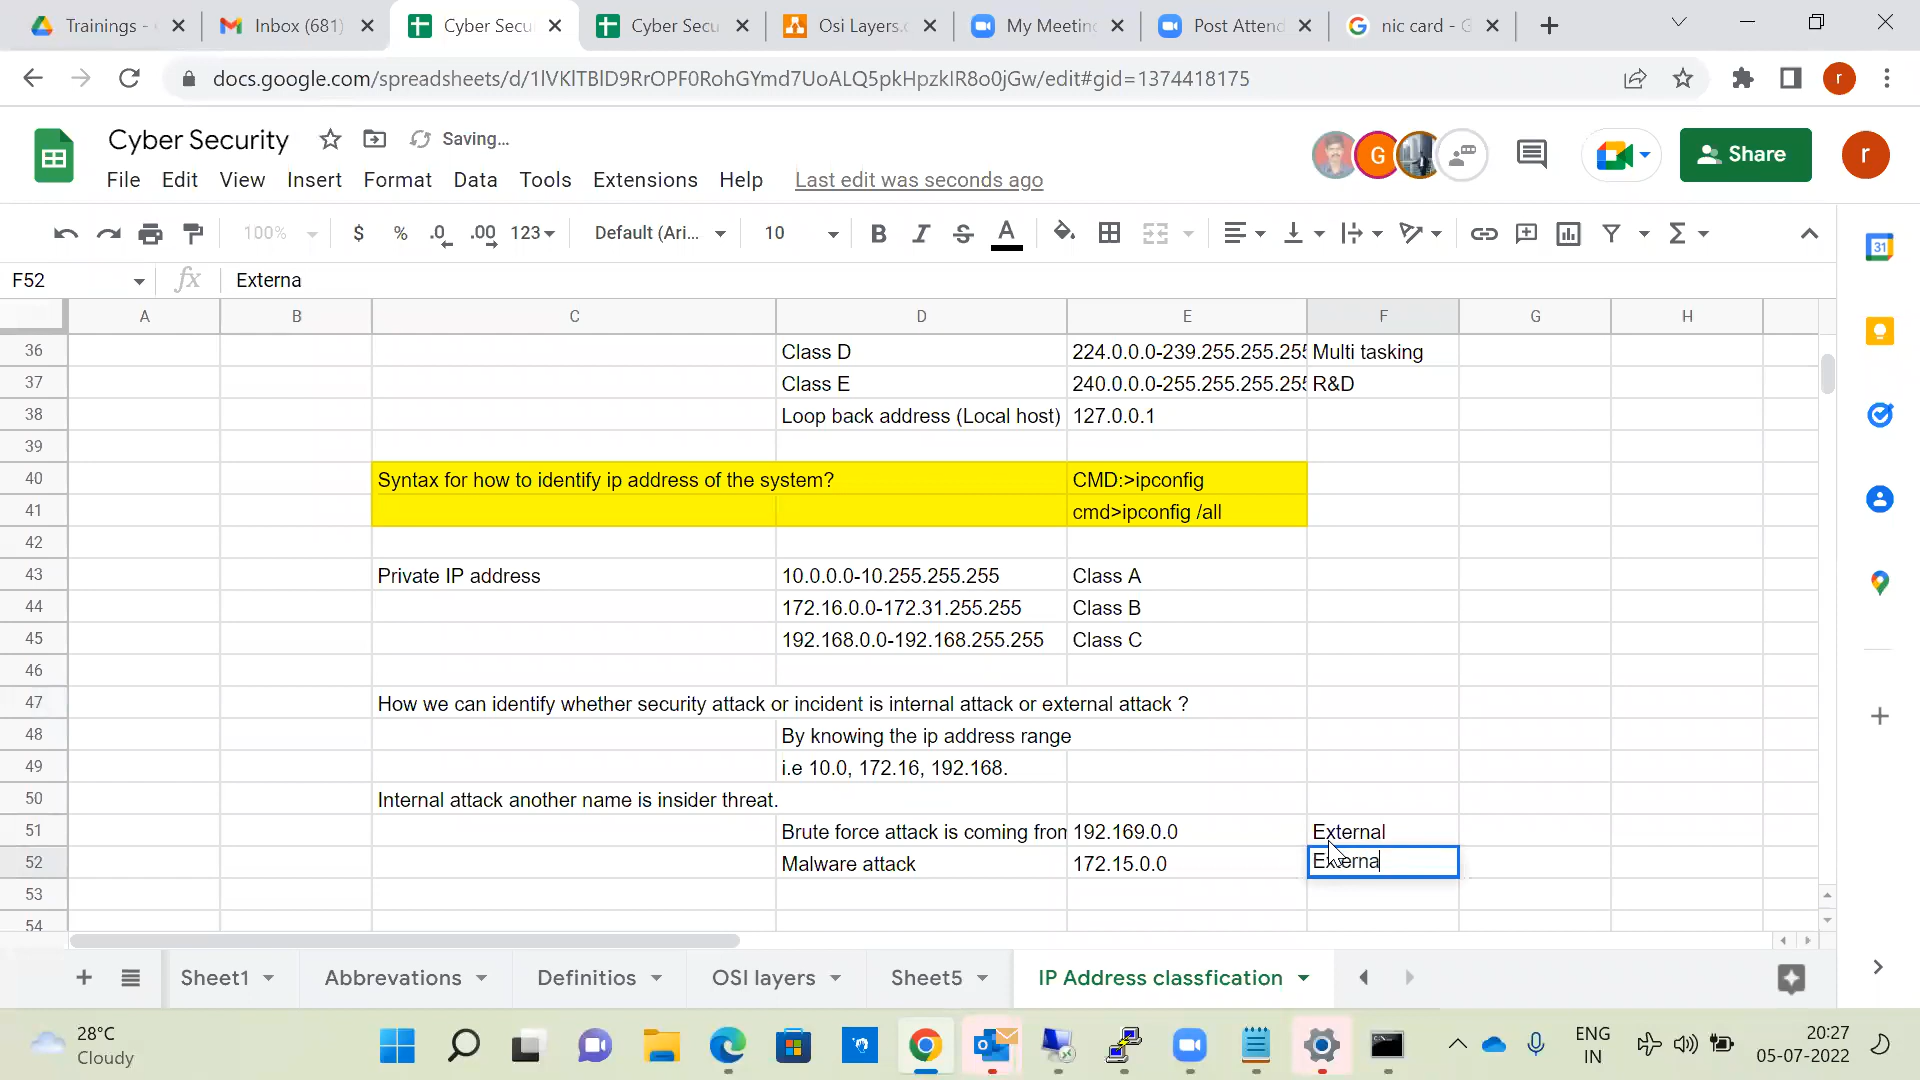 Trainings -
Inbox (681)
Cyber Secu
Cyber Secu
Osi Layers.
My Meetin
Post Attend
nic card - G
docs.google.com/spreadsheets/d/1lVKlTBlD9RrOPF0RohGYmd7UoALQ5pkHpzkIR8o0jGw/edit#gid=1374418175
r
Cyber Security
Saving...
G
Share
r
File Edit View Insert Format Data Tools Extensions Help Last edit was seconds ago
100% $ % .0 .00 123 Default (Ari... 10 B I S A
31
F52 fx Externa
A B C D E F G H
36 Class D 224.0.0.0-239.255.255.255 Multi tasking
37 Class E 240.0.0.0-255.255.255.255 R&D
38 Loop back address (Local host) 127.0.0.1
39
40 Syntax for how to identify ip address of the system? CMD:>ipconfig
41 cmd>ipconfig /all
42
43 Private IP address 10.0.0.0-10.255.255.255 Class A
44 172.16.0.0-172.31.255.255 Class B
45 192.168.0.0-192.168.255.255 Class C
46
47 How we can identify whether security attack or incident is internal attack or external attack ?
48 By knowing the ip address range
49 i.e 10.0, 172.16, 192.168.
50 Internal attack another name is insider threat.
51 Brute force attack is coming from 192.169.0.0 External
52 Malware attack 172.15.0.0 Externa
53
54
Sheet1 Abbrevations Definitios OSI layers Sheet5 IP Address classfication
28°C
Cloudy
ENG
IN
20:27
05-07-2022